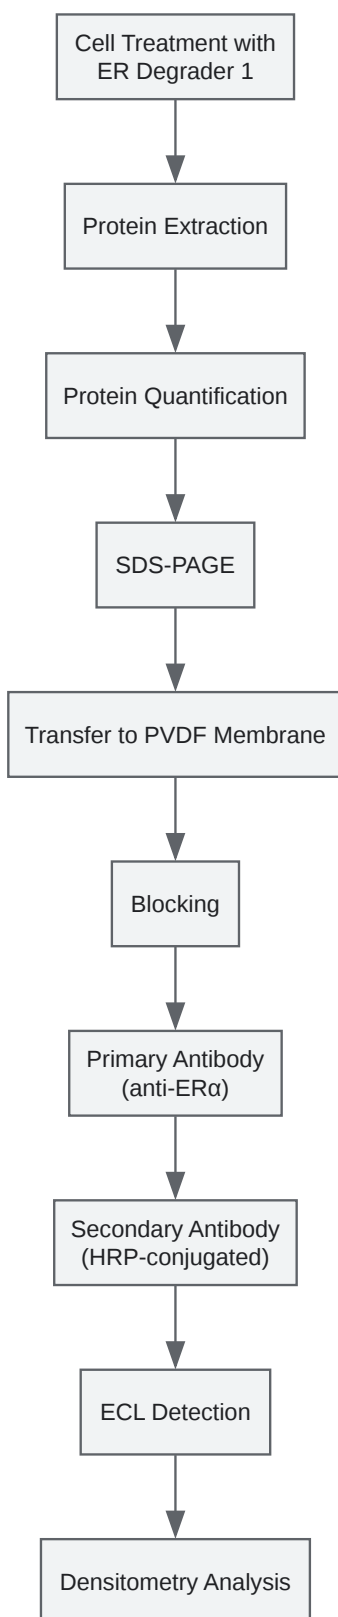 Cell Treatment with
ER Degrader 1
Protein Extraction
Protein Quantification
SDS-PAGE
Transfer to PVDF Membrane
Blocking
Primary Antibody
(anti-ERα)
Secondary Antibody
(HRP-conjugated)
ECL Detection
Densitometry Analysis